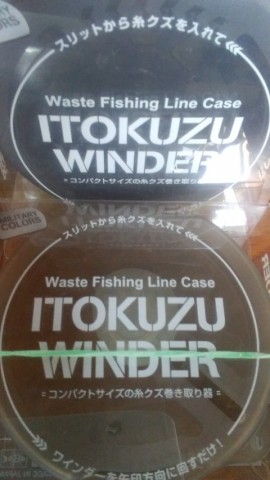 COLORS
スリットから糸クズを入れて
Waste Fishing Line Case
ITOKUZU
WINDER
= コンパクトサイズの糸クズ巻き取り器 =
MILITARY
COLORS
スリットから糸クズを入れて
Waste Fishing Line Case
ITOKUZU
WINDER
= コンパクトサイズの糸クズ巻き取り器 =
ワインダーを矢印方向に回すだけ!